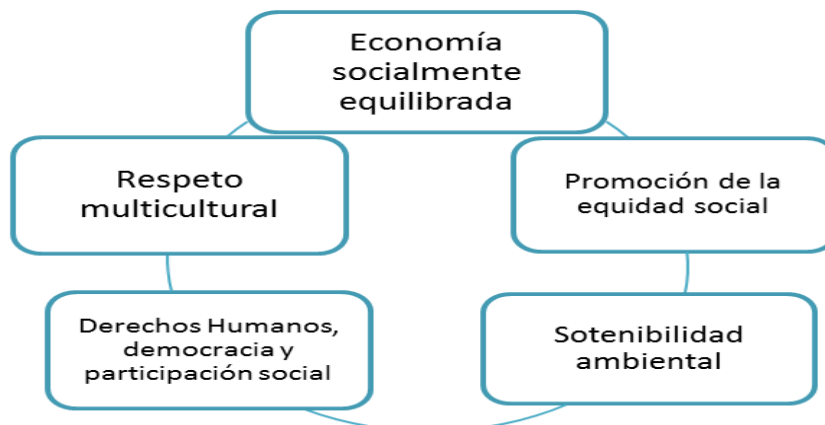 Economía
socialmente
equilibrada
Respeto
multicultural
Promoción de la
equidad social
Derechos Humanos,
democracia y
participación social
Sotenibilidad
ambiental